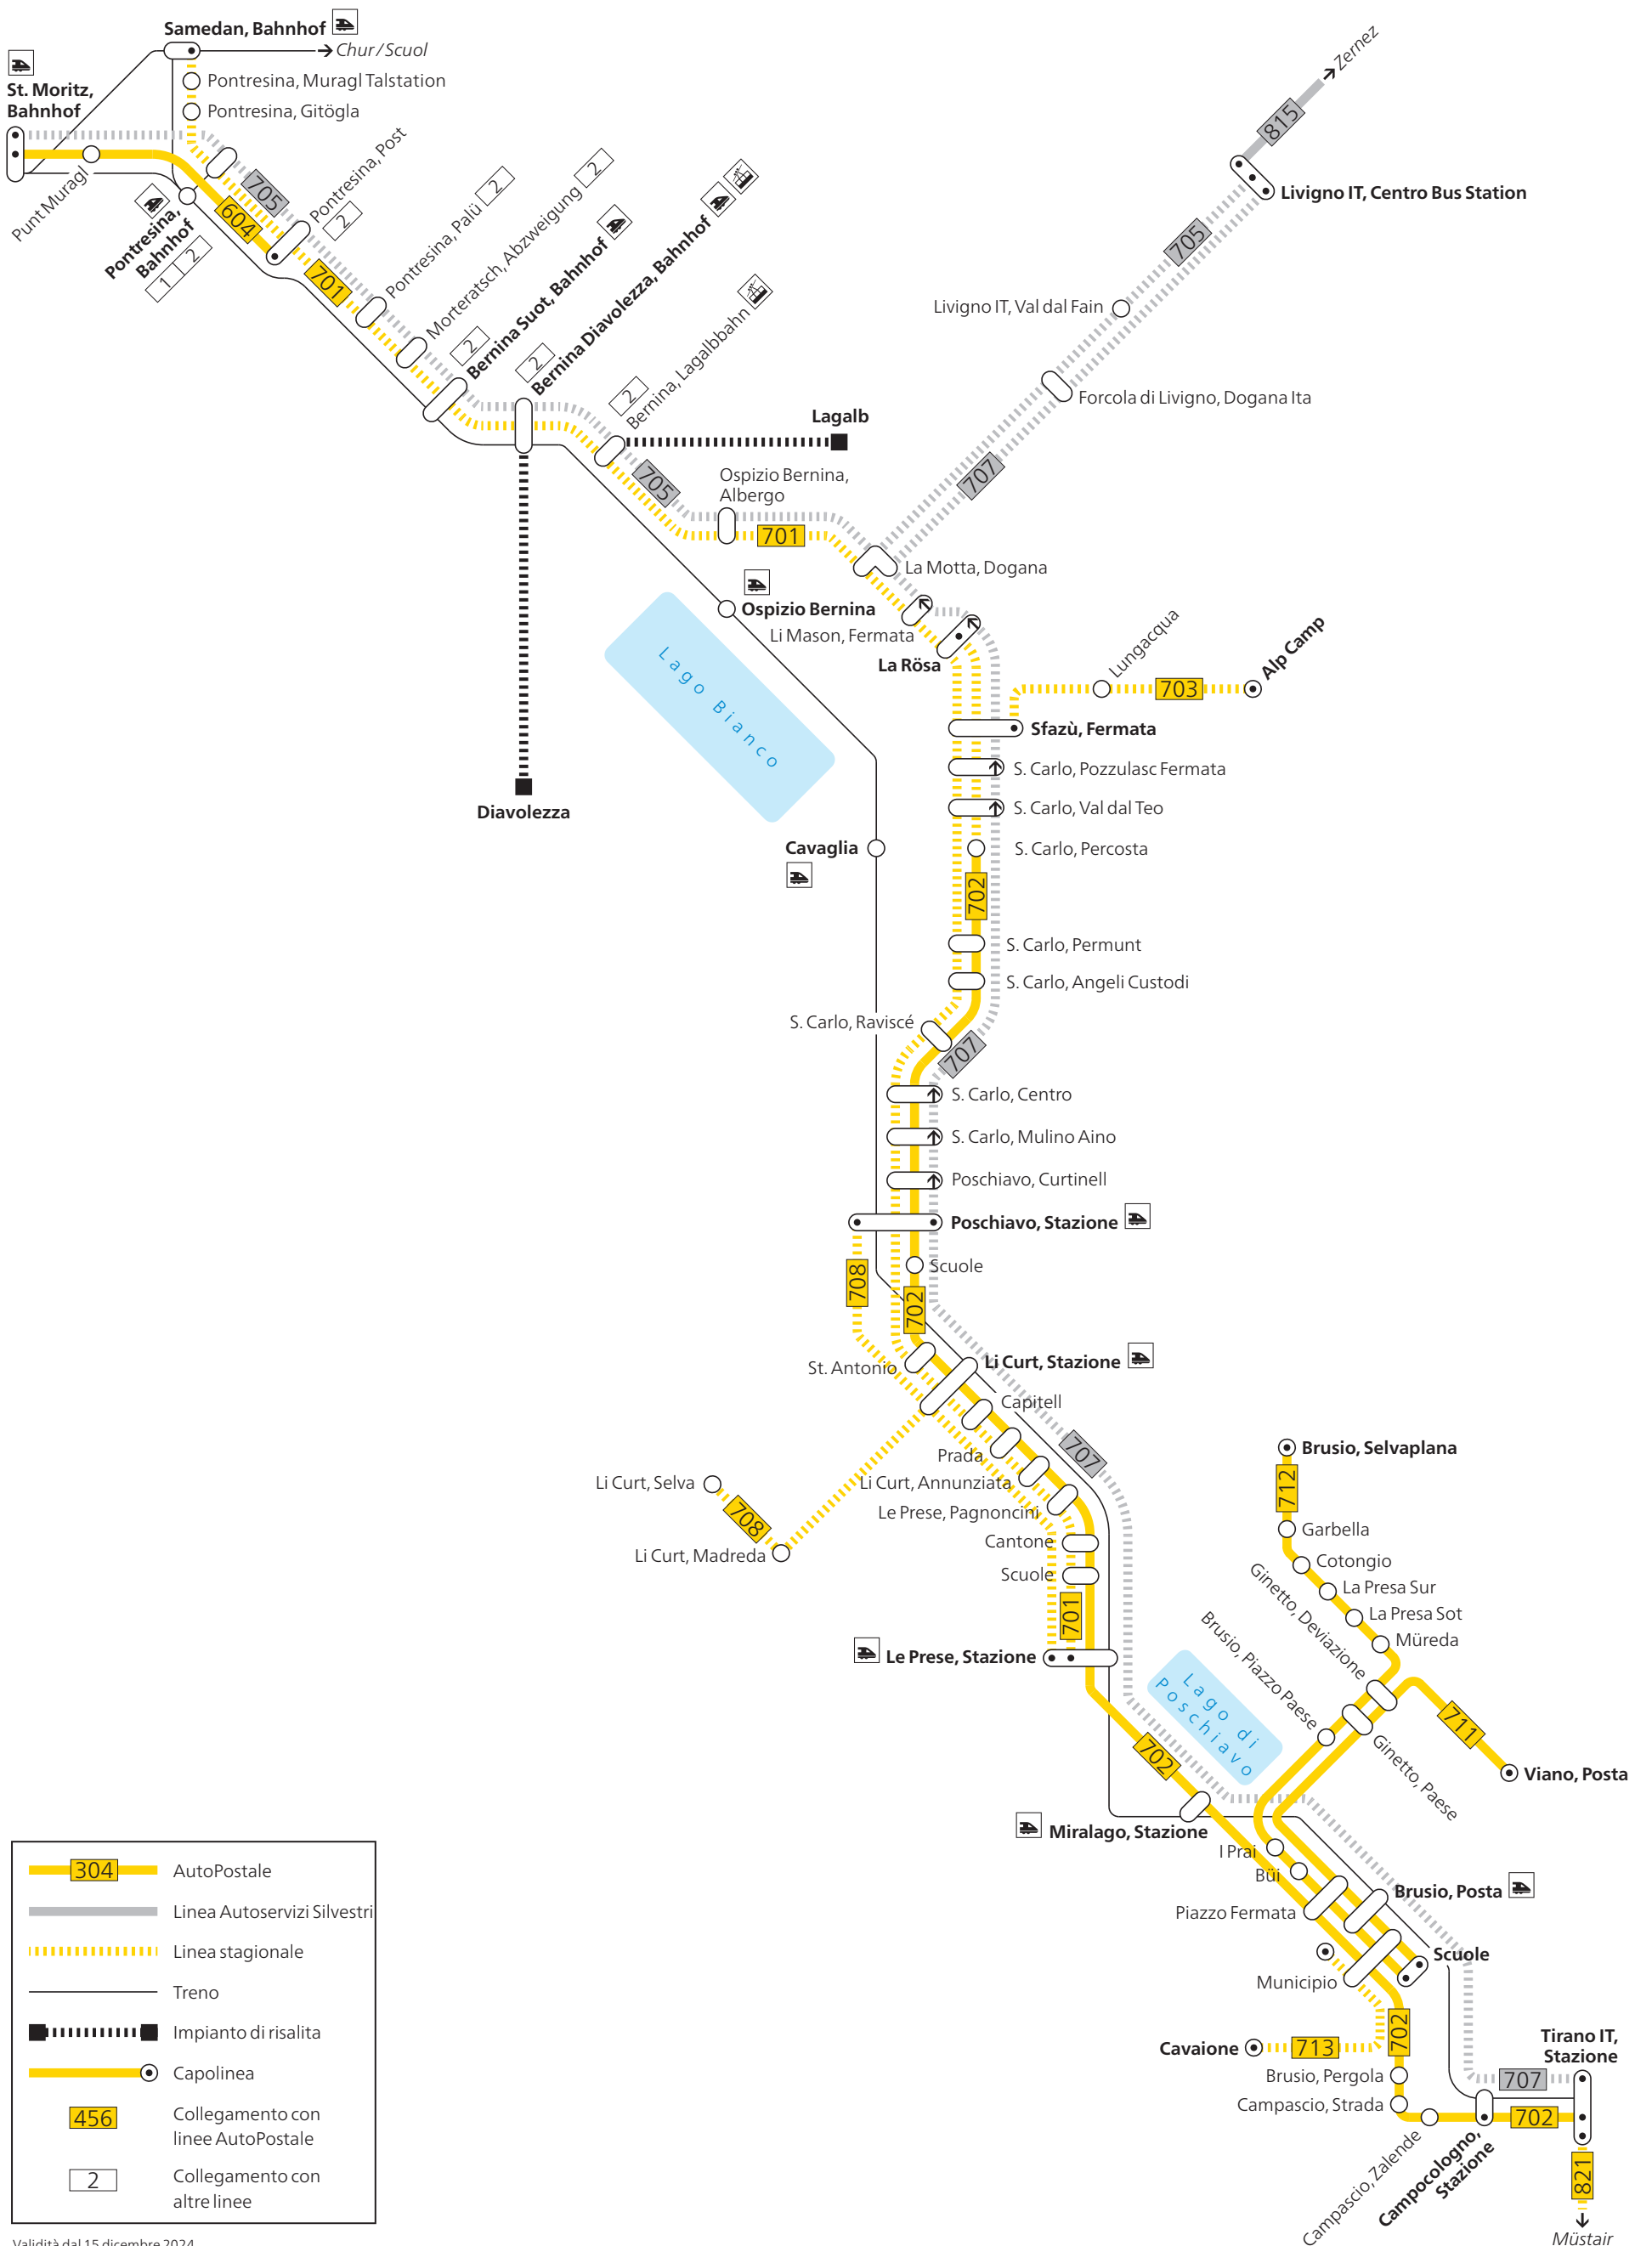 Samedan, Bahnhof
Chur/Scuol
St. Moritz,
Bahnhof
Pontresina, Muragl Talstation
Pontresina, Gitögla
Punt Muragl
Pontresina,
Bahnhof
1
2
705
604
Pontresina, Post
2
701
Pontresina, Palü
2
Morteratsch, Abzweigung
2
Bernina Suot, Bahnhof
2
Bernina Diavolezza, Bahnhof
2
Bernina, Lagalbbahn
2
Zernez
815
Livigno IT, Centro Bus Station
705
Livigno IT, Val dal Fain
Forcola di Livigno, Dogana Ita
707
Lagalb
705
Ospizio Bernina,
Albergo
701
La Motta, Dogana
Ospizio Bernina
Li Mason, Fermata
La Rösa
Lungacqua
703
Alp Camp
Lago Bianco
Sfazù, Fermata
S. Carlo, Pozzulasc Fermata
S. Carlo, Val dal Teo
Diavolezza
Cavaglia
S. Carlo, Percosta
702
S. Carlo, Permunt
S. Carlo, Angeli Custodi
S. Carlo, Raviscé
707
S. Carlo, Centro
S. Carlo, Mulino Aino
Poschiavo, Curtinell
Poschiavo, Stazione
Scuole
708
702
St. Antonio
Li Curt, Stazione
Capitell
Prada
707
Li Curt, Annunziata
Le Prese, Pagnoncini
Li Curt, Selva
708
Li Curt, Madreda
Cantone
Scuole
701
Le Prese, Stazione
Brusio, Selvaplana
712
Garbella
Cotongio
La Presa Sur
La Presa Sot
Müreda
Ginetto, Deviazione
Brusio, Piazzo Paese
Lago di
Poschiavo
Ginetto, Paese
711
Viano, Posta
702
Miralago, Stazione
I Prai
Büi
Piazzo Fermata
Brusio, Posta
Scuole
Municipio
702
Cavaione
713
Brusio, Pergola
Campascio, Strada
Campascio, Zalende
Campocologno,
Stazione
Tirano IT,
Stazione
707
702
821
Müstair
304
AutoPostale
Linea Autoservizi Silvestri
Linea stagionale
Treno
Impianto di risalita
Capolinea
456
Collegamento con
linee AutoPostale
2
Collegamento con
altre linee
Validità dal 15 dicembre 2024